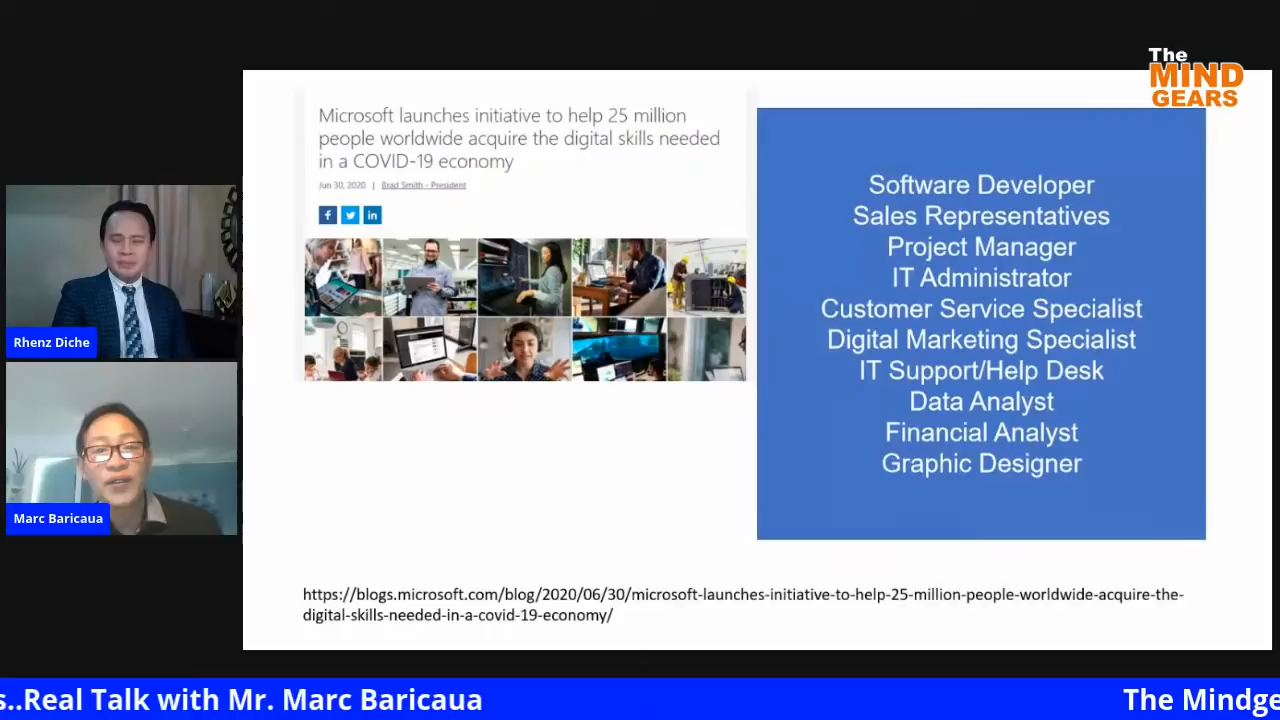 The
MIND
GEARS
Microsoft launches initiative to help 25 million
people worldwide acquire the digital skills needed
in a COVID-19 economy
Jun 30, 2020 | Brad Smith - President
f in
Software Developer
Sales Representatives
Project Manager
IT Administrator
Customer Service Specialist
Digital Marketing Specialist
IT Support/Help Desk
Data Analyst
Financial Analyst
Graphic Designer
Rhenz Diche
Marc Baricaua
https://blogs.microsoft.com/blog/2020/06/30/microsoft-launches-initiative-to-help-25-million-people-worldwide-acquire-the-
digital-skills-needed-in-a-covid-19-economy/
s..Real Talk with Mr. Marc Baricaua The Mindge